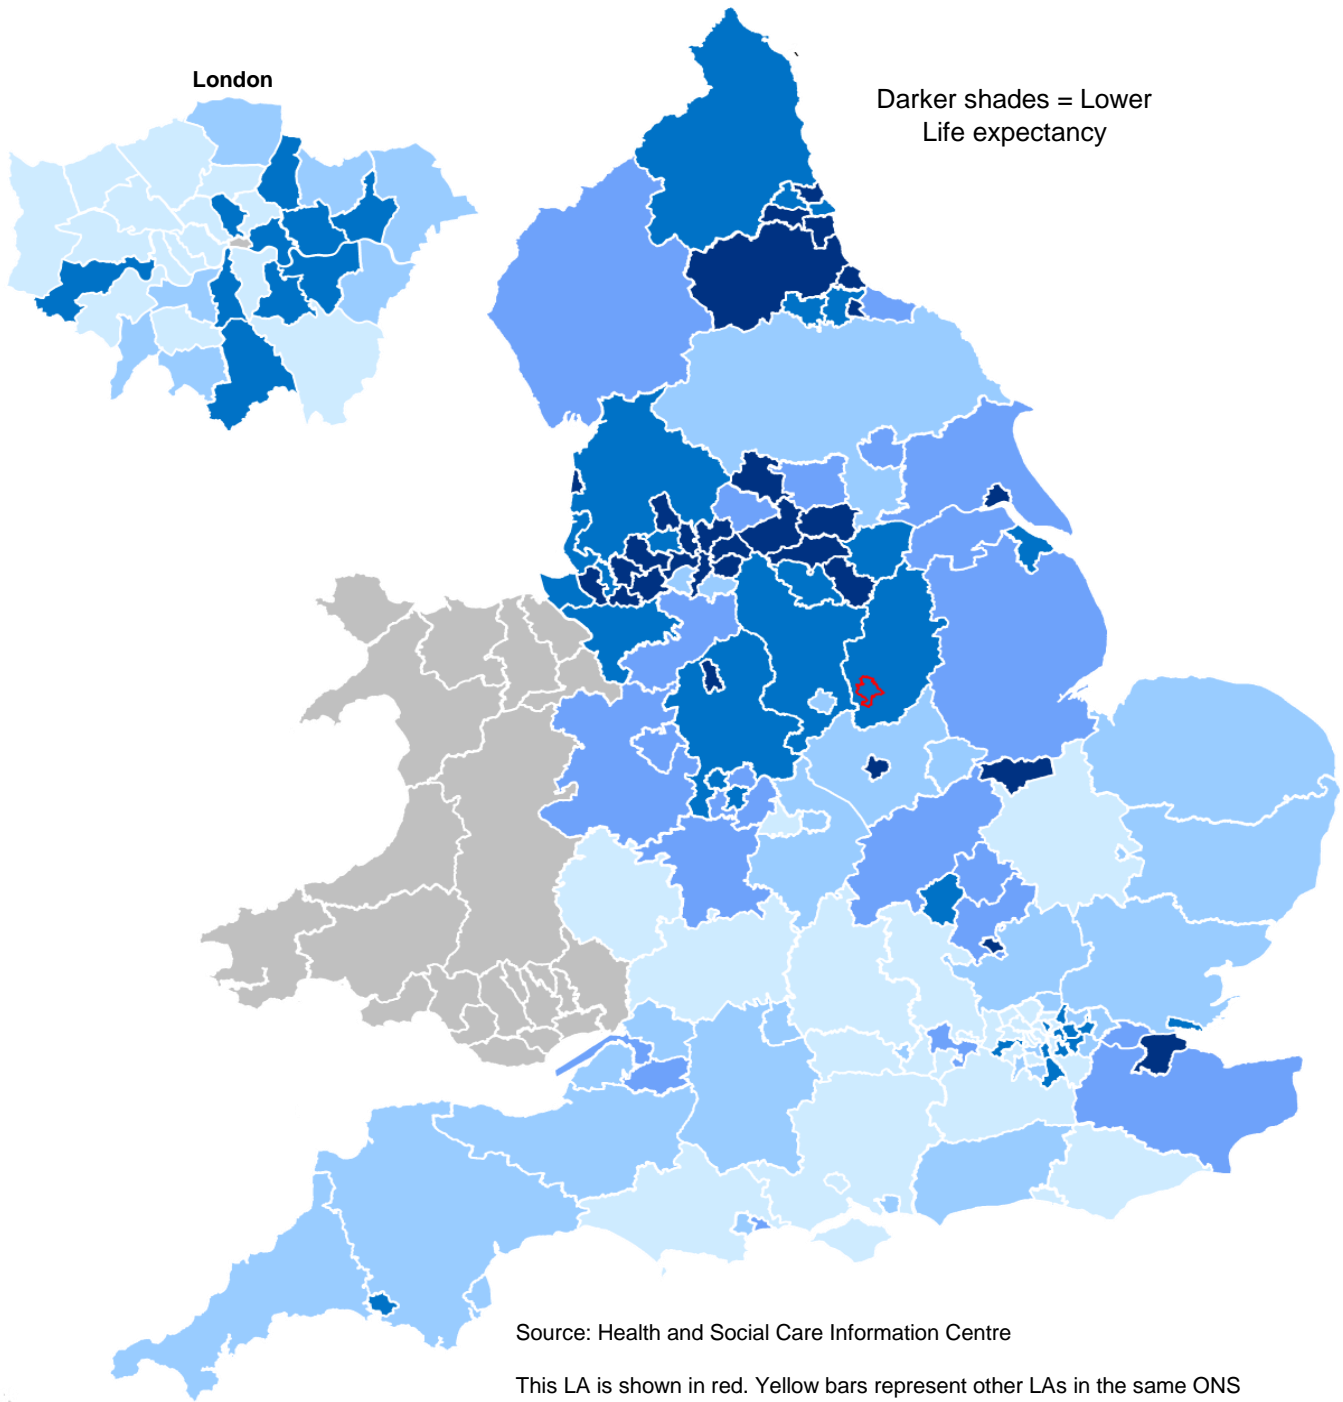 London
Darker shades = Lower
Life expectancy
Source: Health and Social Care Information Centre
This LA is shown in red. Yellow bars represent other LAs in the same ONS